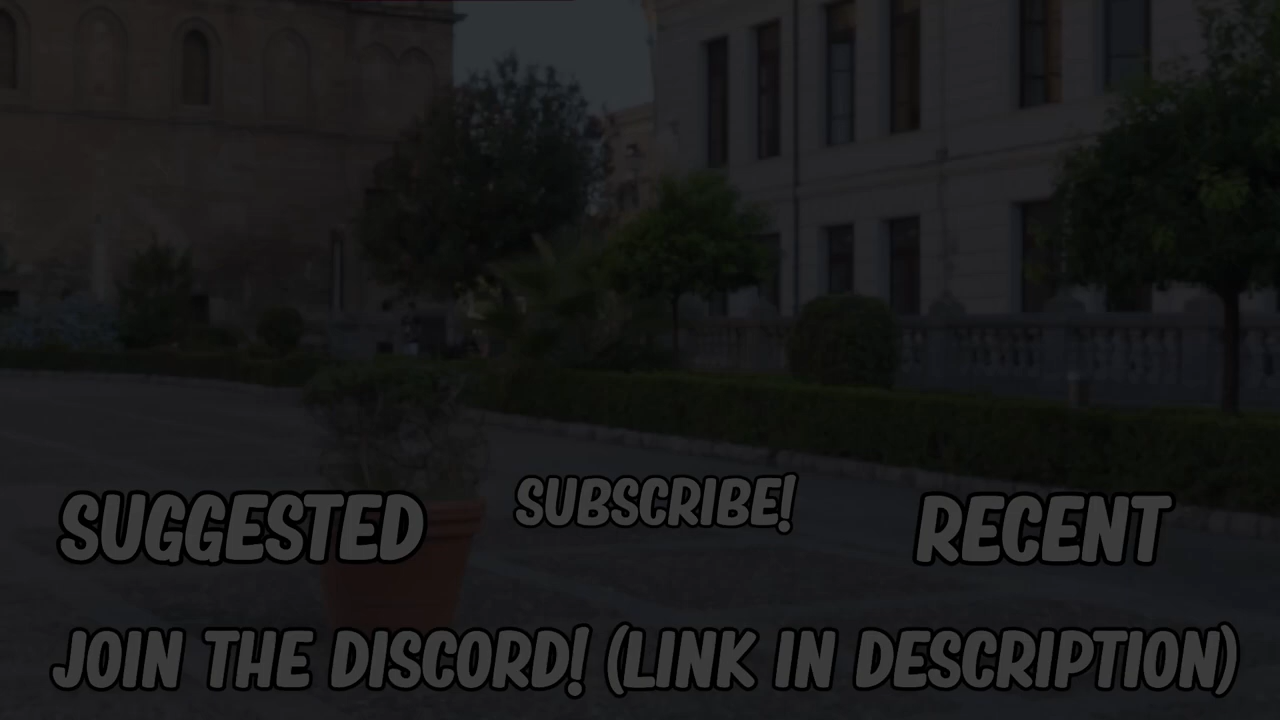 SUGGESTED
SUBSCRIBE!
RECENT
JOIN THE DISCORD! (LINK IN DESCRIPTION)